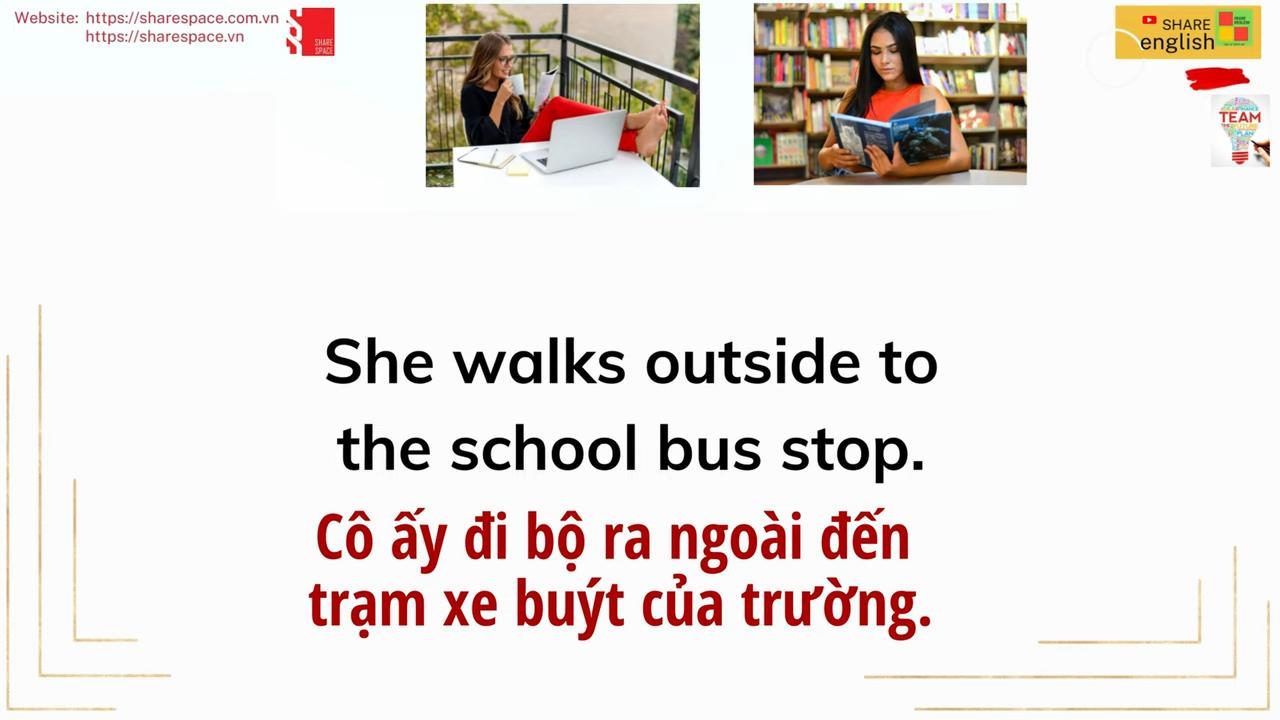 Website: https://sharespace.com.vn
https://sharespace.vn
SHARE
SPACE
SHARE
english
TEAM
She walks outside to
the school bus stop.
Cô ấy đi bộ ra ngoài đến
trạm xe buýt của trường.